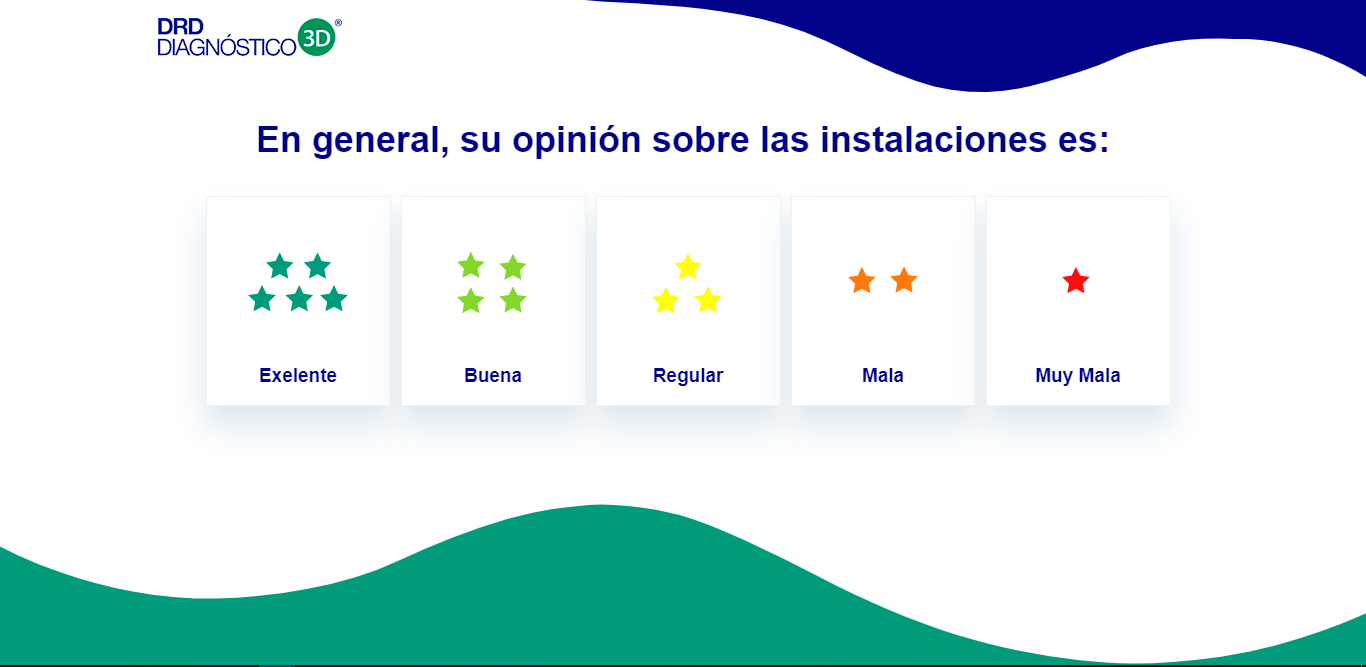 DRD
DIAGNÓSTICO 3D®
En general, su opinión sobre las instalaciones es:
Exelente
Buena
Regular
Mala
Muy Mala